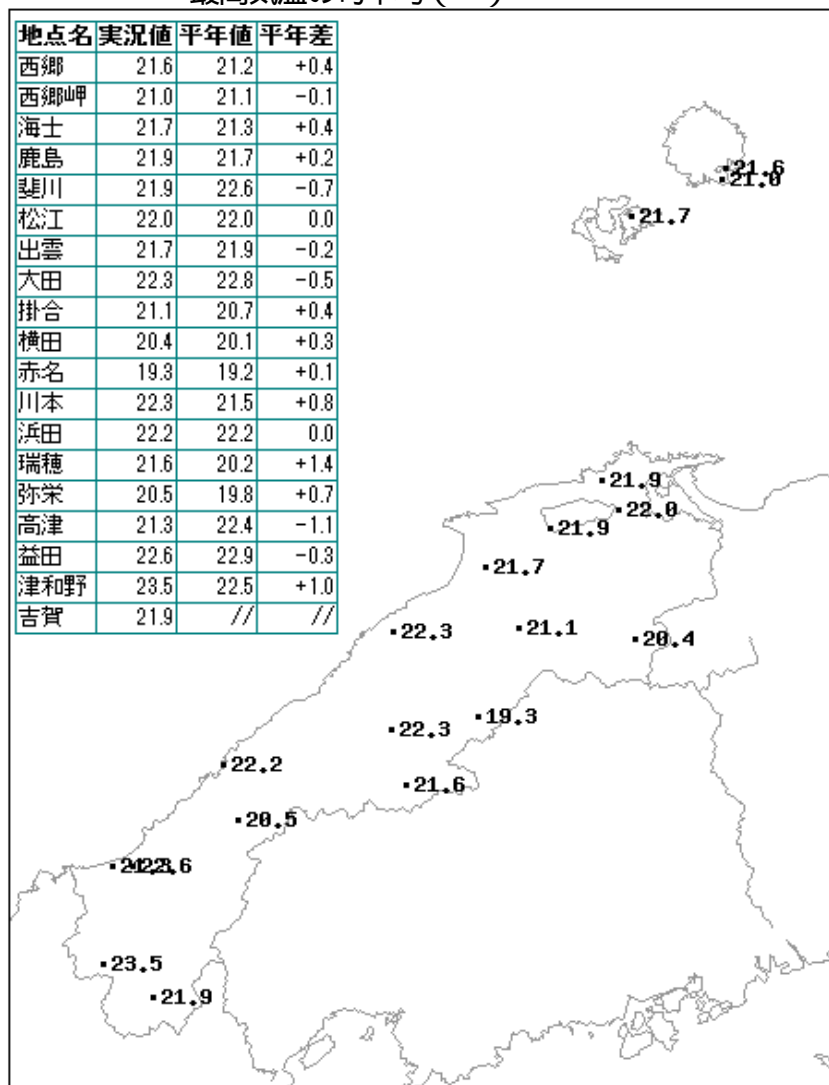 地点名 実況値 平年値 平年差
西郷 21.6 21.2 +0.4
西郷岬 21.0 21.1 -0.1
海士 21.7 21.3 +0.4
鹿島 21.9 21.7 +0.2
斐川 21.9 22.6 -0.7
松江 22.0 22.0 0.0
出雲 21.7 21.9 -0.2
大田 22.3 22.8 -0.5
掛合 21.1 20.7 +0.4
横田 20.4 20.1 +0.3
赤名 19.3 19.2 +0.1
川本 22.3 21.5 +0.8
浜田 22.2 22.2 0.0
瑞穂 21.6 20.2 +1.4
弥栄 20.5 19.8 +0.7
高津 21.3 22.4 -1.1
益田 22.6 22.9 -0.3
津和野 23.5 22.5 +1.0
吉賀 21.9 // //
21.6
21.0
21.7
21.9
22.0
21.9
21.7
22.3
21.1
20.4
19.3
22.3
22.2
21.6
20.5
21.3
22.6
23.5
21.9